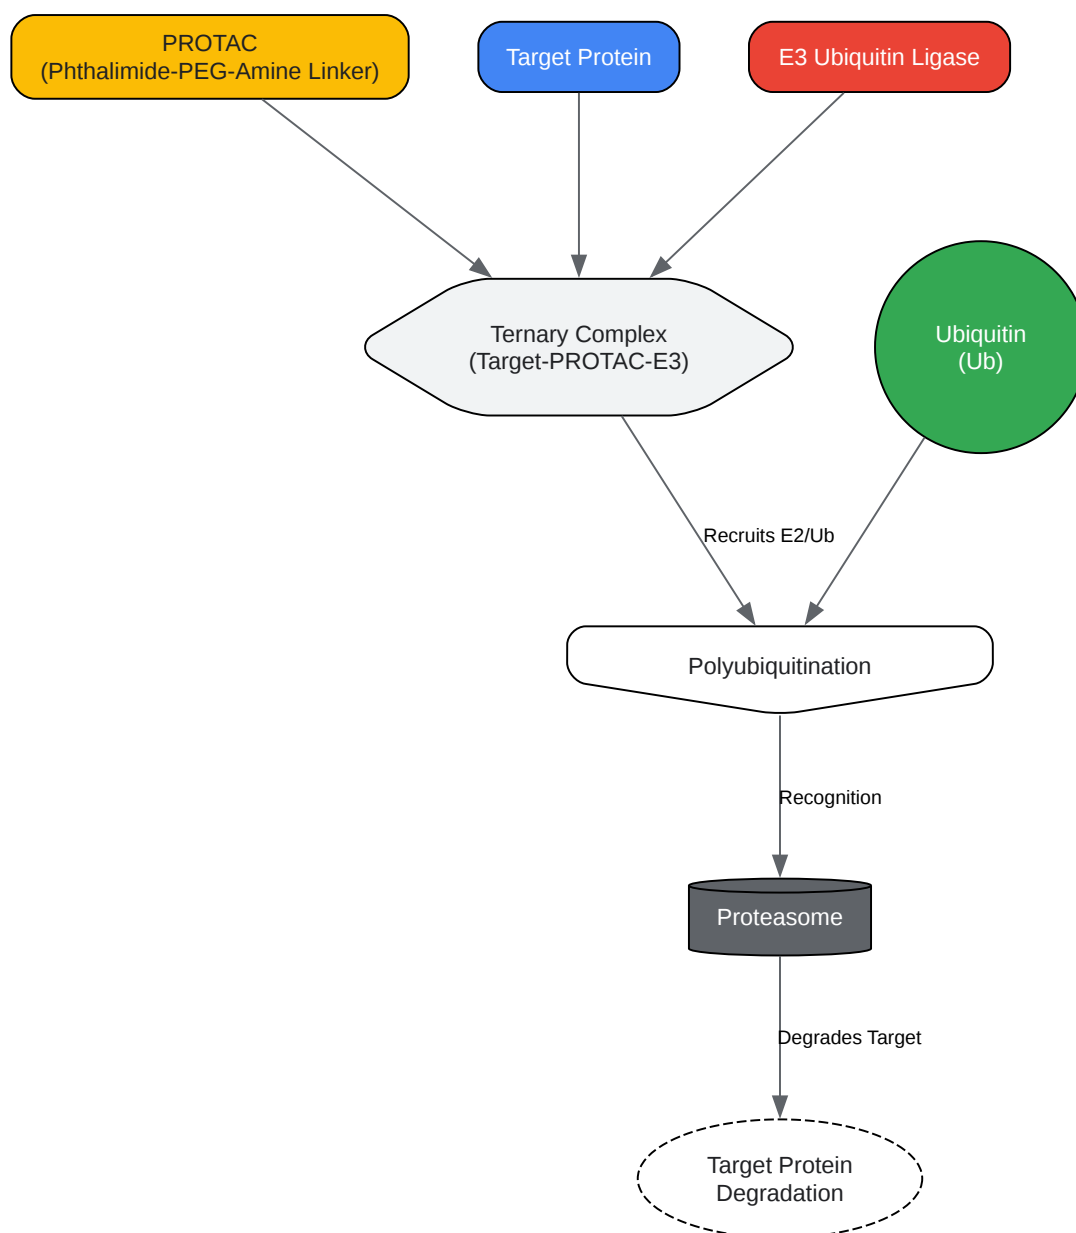 PROTAC
(Phthalimide-PEG-Amine Linker)
Target Protein
E3 Ubiquitin Ligase
Ternary Complex
(Target-PROTAC-E3)
Ubiquitin
(Ub)
Recruits E2/Ub
Polyubiquitination
Recognition
Proteasome
Degrades Target
Target Protein
Degradation